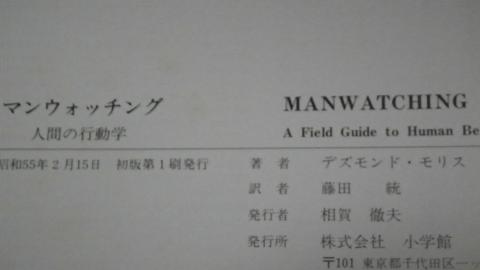 マンウォッチング
人間の行動学
昭和55年2月15日 初版第1刷発行
MANWATCHING
A Field Guide to Human Be
著者 デズモンド・モリス
訳者 藤田 統
発行者 相賀 徹夫
発行所 株式会社 小学館
〒101 東京都千代田区一ッ